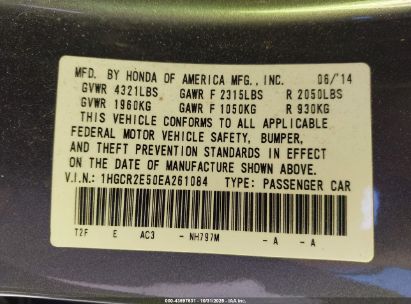 MFD. BY HONDA OF AMERICA MFG., INC. 06/14
GVWR 4321LBS GAWR F 2315LBS R 2050LBS
GVWR 1960KG GAWR F 1050KG R 930KG
THIS VEHICLE CONFORMS TO ALL APPLICABLE
FEDERAL MOTOR VEHICLE SAFETY, BUMPER,
AND THEFT PREVENTION STANDARDS IN EFFECT
ON THE DATE OF MANUFACTURE SHOWN ABOVE.
V.I.N.: 1HGCR2E50EA261084 TYPE: PASSENGER CAR
T2F E AC3 - NH797M - A - A